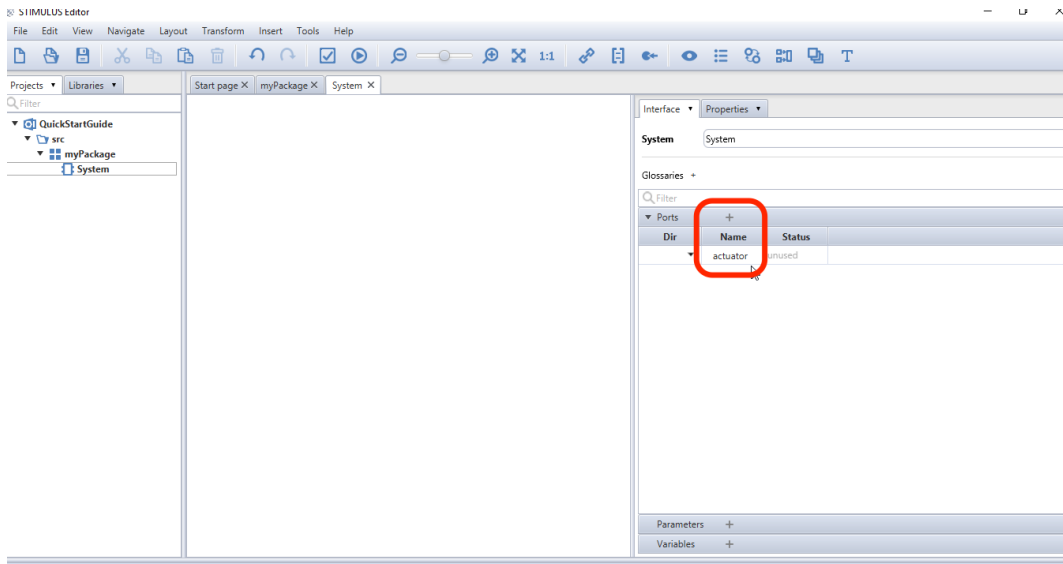 STIMULUS Editor
File Edit View Navigate Layout Transform Insert Tools Help
1:1 T
Projects Libraries
Start page myPackage System
Filter
QuickStartGuide
src
myPackage
System
Interface Properties
System System
Glossaries +
Filter
Ports +
Dir Name Status
actuator unused
Parameters +
Variables +